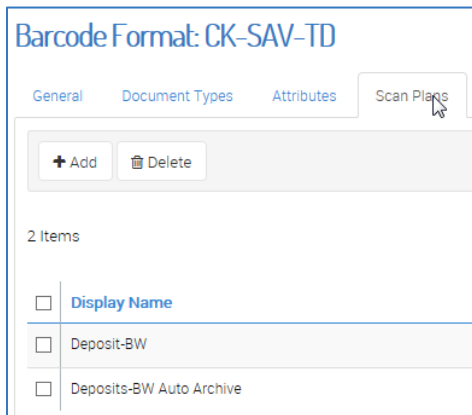 Barcode Format: CK-SAV-TD
General Document Types Attributes Scan Plans
Add Delete
2 Items
Display Name
Deposit-BW
Deposits-BW Auto Archive